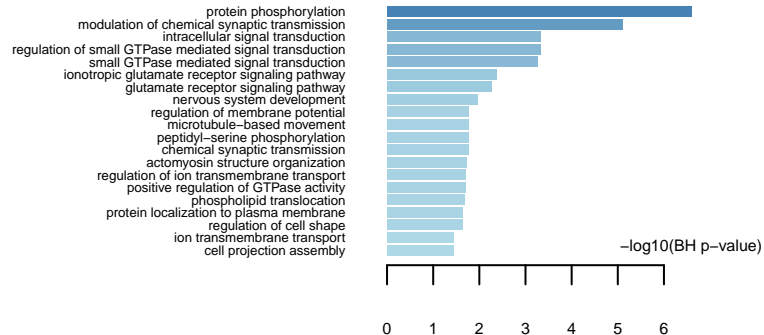 protein phosphorylation
modulation of chemical synaptic transmission
intracellular signal transduction
regulation of small GTPase mediated signal transduction
small GTPase mediated signal transduction
ionotropic glutamate receptor signaling pathway
glutamate receptor signaling pathway
nervous system development
regulation of membrane potential
microtubule−based movement
peptidyl−serine phosphorylation
chemical synaptic transmission
actomyosin structure organization
regulation of ion transmembrane transport
positive regulation of GTPase activity
phospholipid translocation
protein localization to plasma membrane
regulation of cell shape
ion transmembrane transport
cell projection assembly
−log10(BH p−value)
0 1 2 3 4 5 6